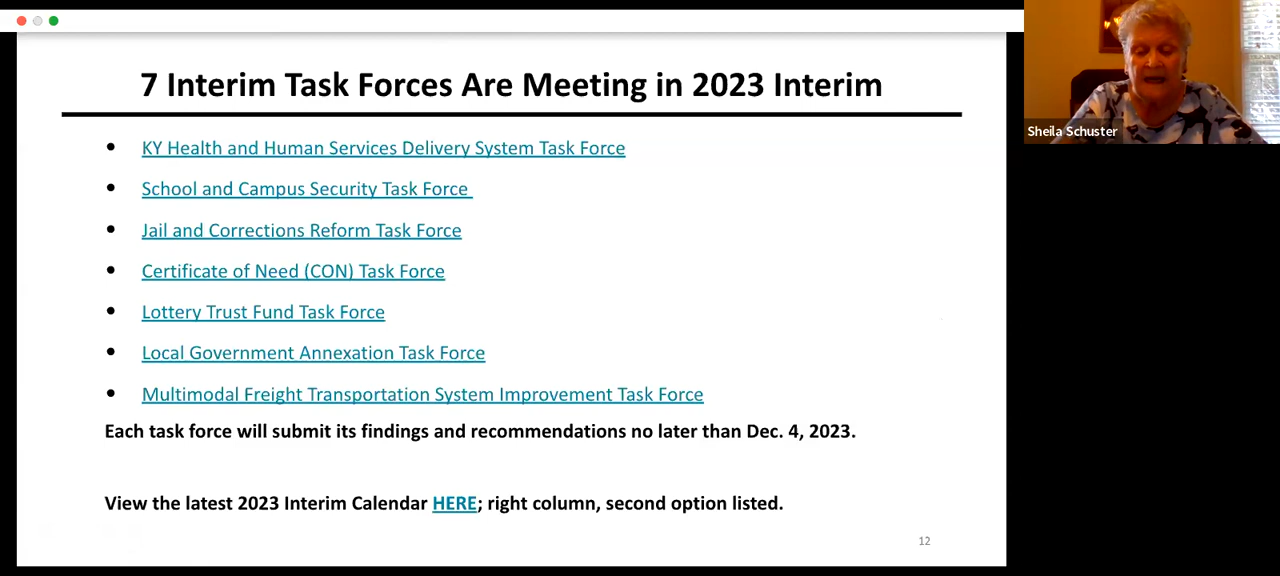 7 Interim Task Forces Are Meeting in 2023 Interim
• KY Health and Human Services Delivery System Task Force
• School and Campus Security Task Force
• Jail and Corrections Reform Task Force
• Certificate of Need (CON) Task Force
• Lottery Trust Fund Task Force
• Local Government Annexation Task Force
• Multimodal Freight Transportation System Improvement Task Force
Each task force will submit its findings and recommendations no later than Dec. 4, 2023.
View the latest 2023 Interim Calendar HERE; right column, second option listed.
12
Sheila Schuster